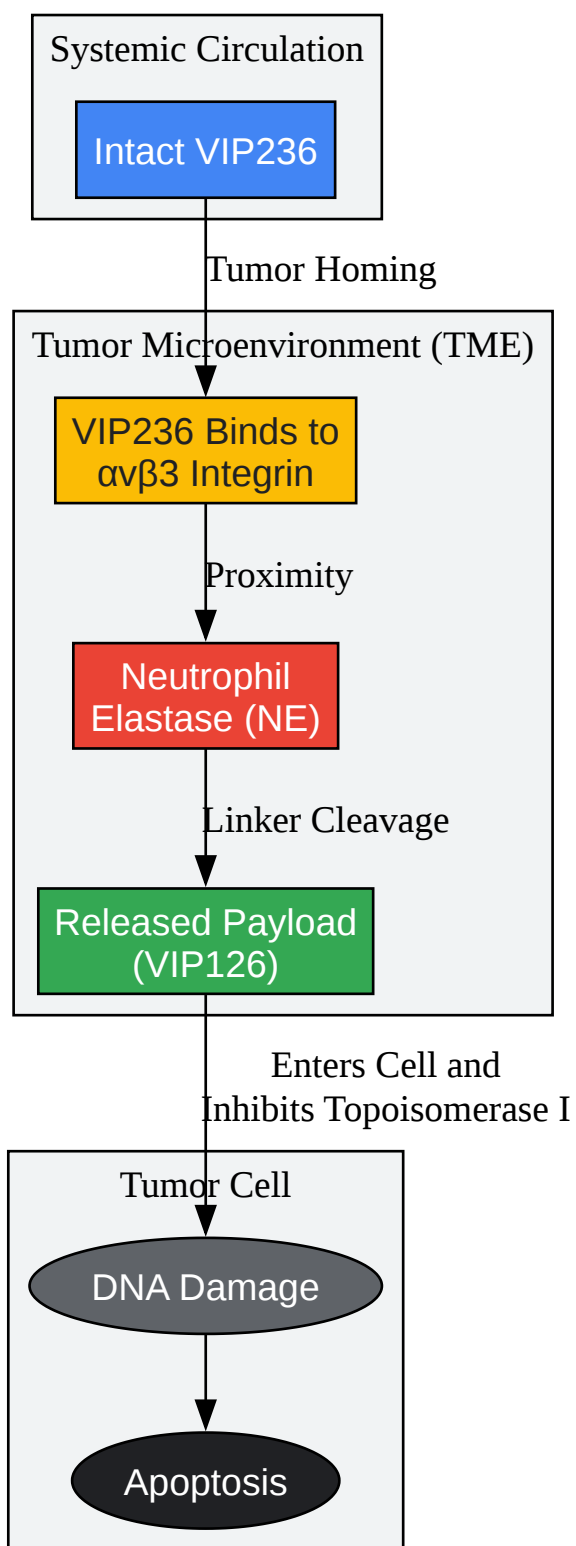 Systemic Circulation
Intact VIP236
Tumor Homing
Tumor Microenvironment (TME)
VIP236 Binds to
αvβ3 Integrin
Proximity
Neutrophil
Elastase (NE)
Linker Cleavage
Released Payload
(VIP126)
Enters Cell and
Inhibits Topoisomerase I
Tumor Cell
DNA Damage
Apoptosis